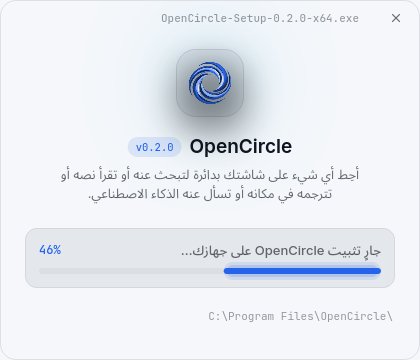 OpenCircle-Setup-0.2.0-x64.exe
OpenCircle v0.2.0
أحِط أي شيء على شاشتك بدائرة لتبحث عنه أو تقرأ نصه أو
تترجمه في مكانه أو تسأل عنه الذكاء الاصطناعي.
جارٍ تثبيت OpenCircle على جهازك... 46%
C:\Program Files\OpenCircle\